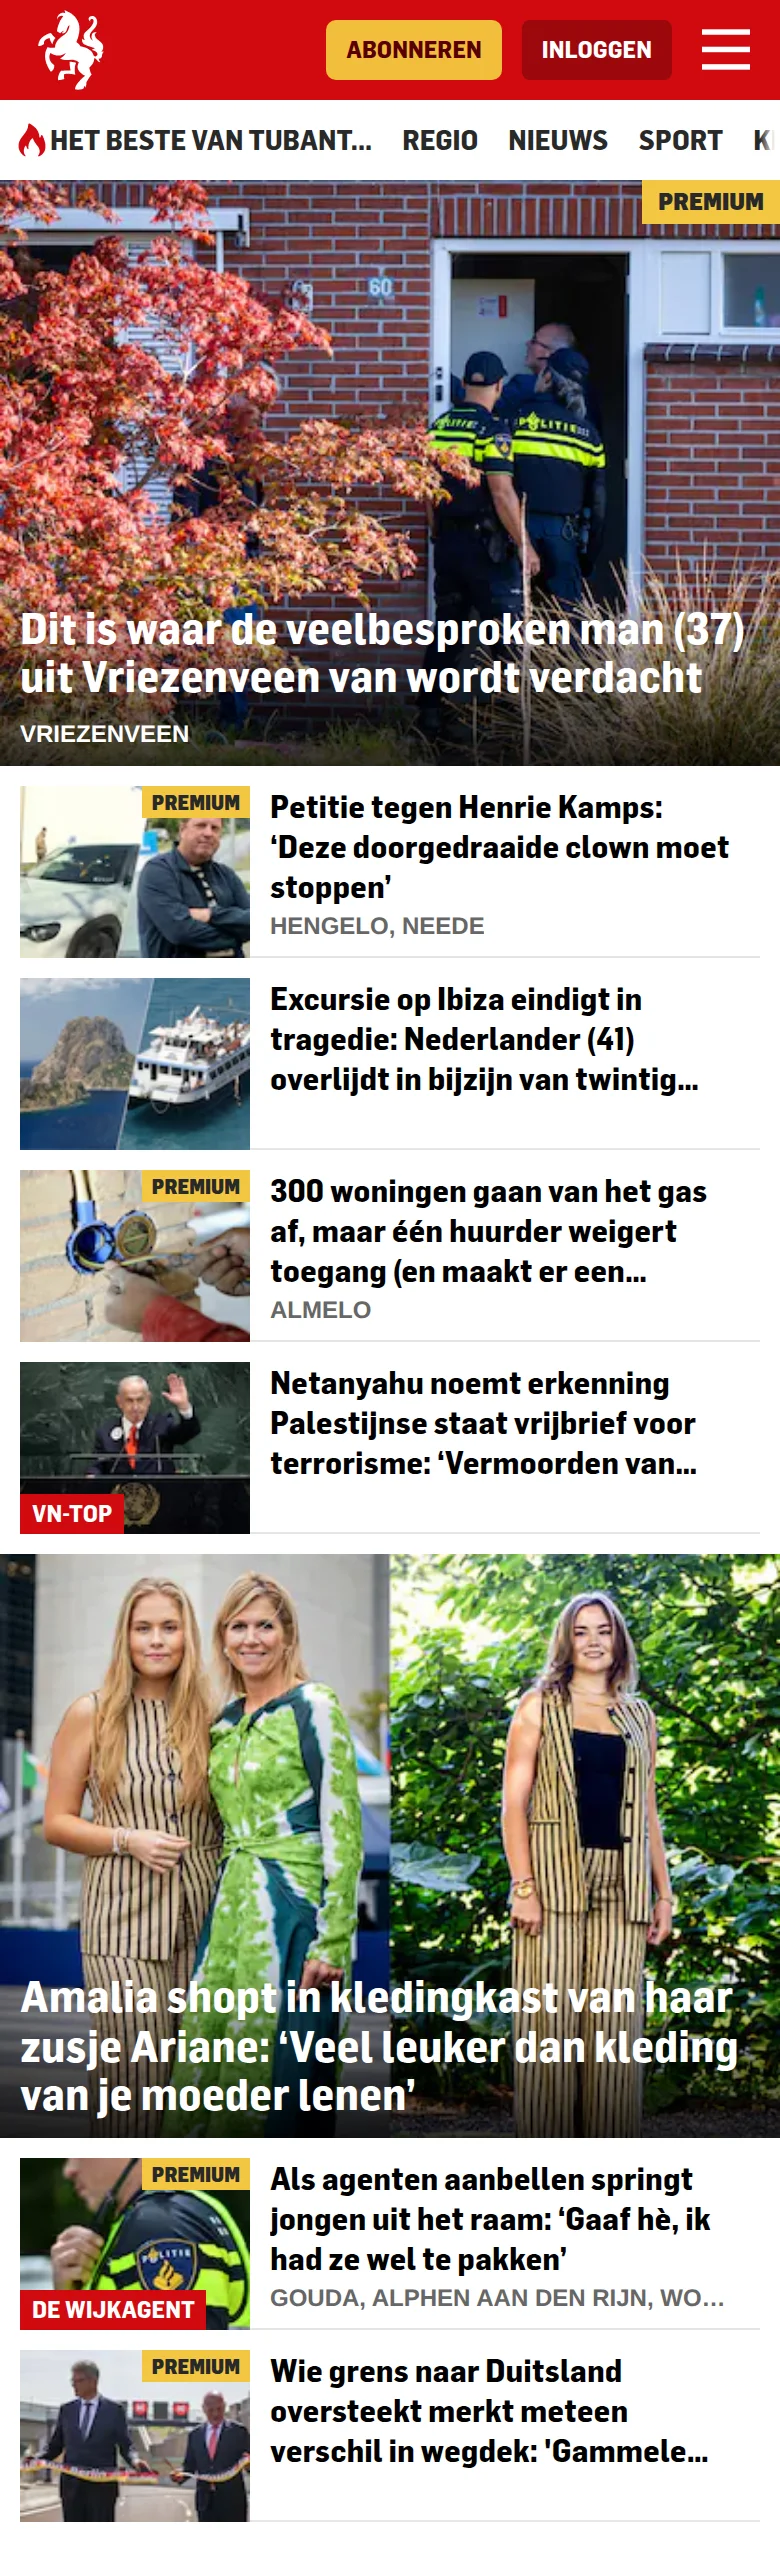 ABONNEREN
INLOGGEN
HET BESTE VAN TUBANT...
REGIO
NIEUWS
SPORT
PREMIUM
60
POLITIE
Dit is waar de veelbesproken man (37)
uit Vriezenveen van wordt verdacht
VRIEZENVEEN
PREMIUM
Petitie tegen Henrie Kamps:
‘Deze doorgedraaide clown moet
stoppen’
HENGELO, NEEDE
Excursie op Ibiza eindigt in
tragedie: Nederlander (41)
overlijdt in bijzijn van twintig...
PREMIUM
300 woningen gaan van het gas
af, maar één huurder weigert
toegang (en maakt er een...
ALMELO
Netanyahu noemt erkenning
Palestijnse staat vrijbrief voor
terrorisme: ‘Vermoorden van...
VN-TOP
Amalia shopt in kledingkast van haar
zusje Ariane: ‘Veel leuker dan kleding
van je moeder lenen’
PREMIUM
POLITIE
DE WIJKAGENT
Als agenten aanbellen springt
jongen uit het raam: ‘Gaaf hè, ik
had ze wel te pakken’
GOUDA, ALPHEN AAN DEN RIJN, WO...
PREMIUM
Wie grens naar Duitsland
oversteekt merkt meteen
verschil in wegdek: 'Gammele...